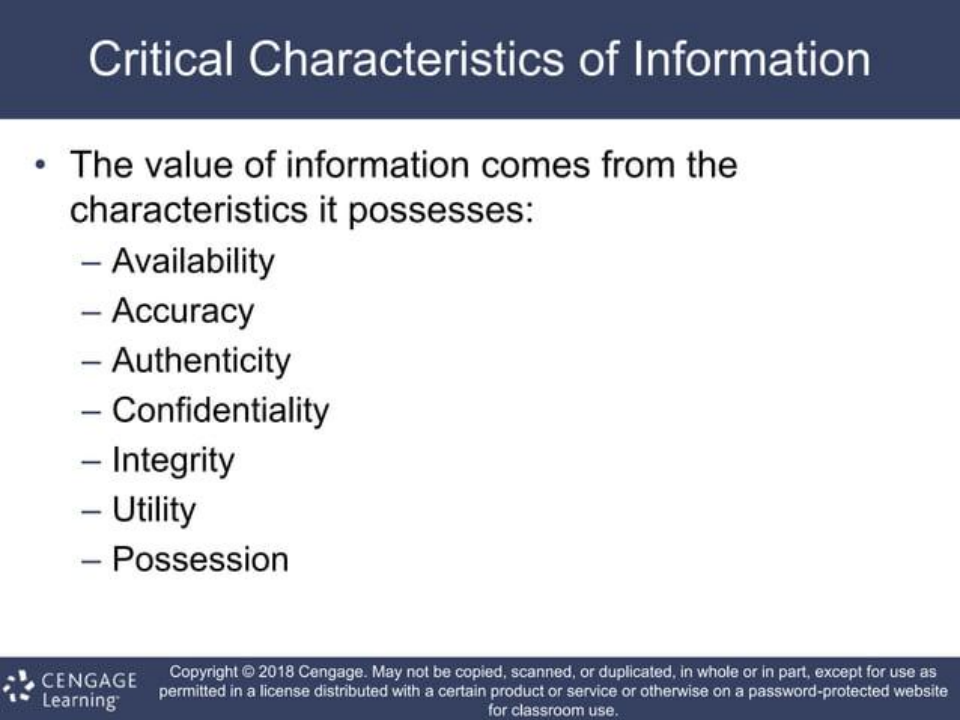 Critical Characteristics of Information
• The value of information comes from the
characteristics it possesses:
– Availability
– Accuracy
– Authenticity
– Confidentiality
– Integrity
– Utility
– Possession
CENGAGE
Learning
Copyright © 2018 Cengage. May not be copied, scanned, or duplicated, in whole or in part, except for use as
permitted in a license distributed with a certain product or service or otherwise on a password-protected website
for classroom use.